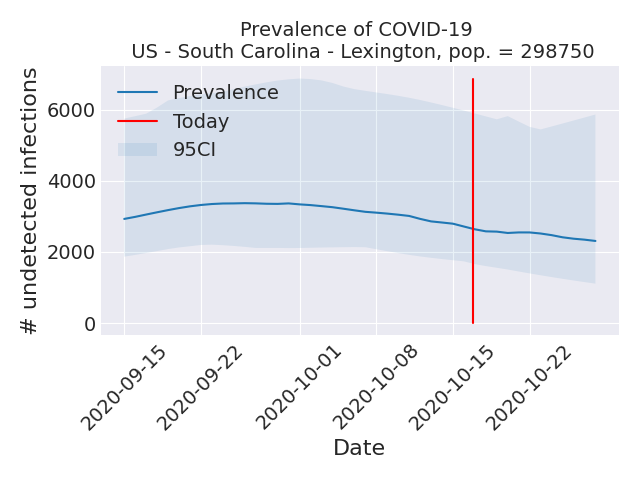 Prevalence of COVID-19
US - South Carolina - Lexington, pop. = 298750
# undetected infections
6000
4000
2000
0
Prevalence
Today
95CI
2020-09-15
2020-09-22
2020-10-01
2020-10-08
2020-10-15
2020-10-22
Date